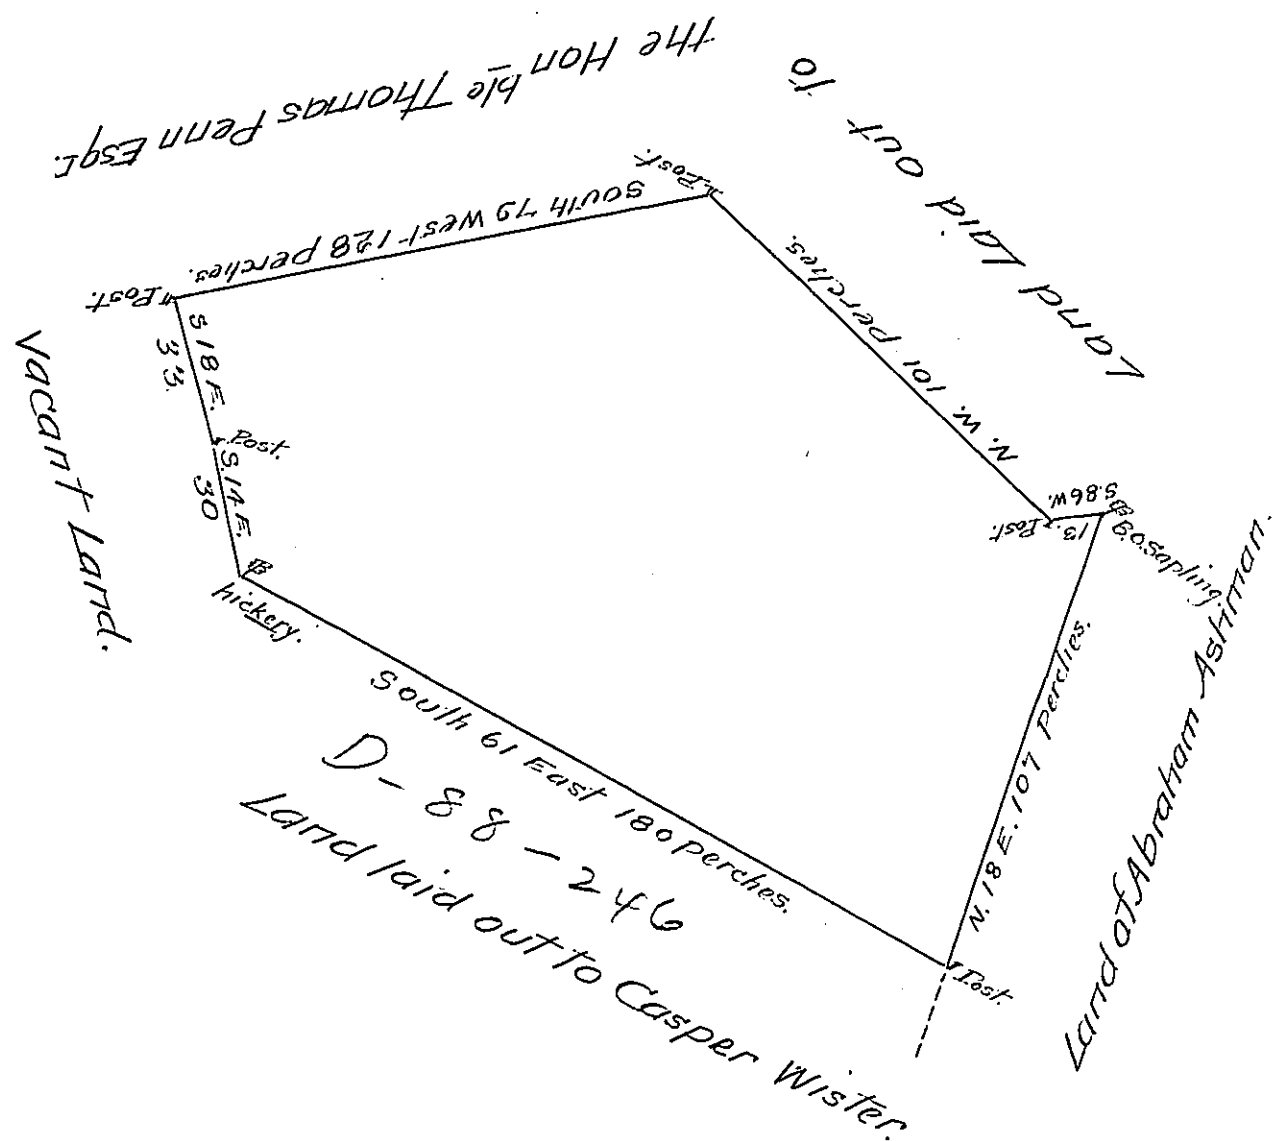 Land Laid out to
the Honble Thomas Penn Esqr.
Post.
South 79 West 128 perches.
Post.
N. W. 101 perches.
S 18 E.
33.
Post.
S. 14 E.
30
hickery.
Vacant Land.
S. 86 W.
13.
Post.
B.O. sapling.
N. 18 E. 107 Perches.
Land of Abraham Ashman.
South 61 East 180 perches.
Post.
D-88-246
Land laid out to Casper Wister.